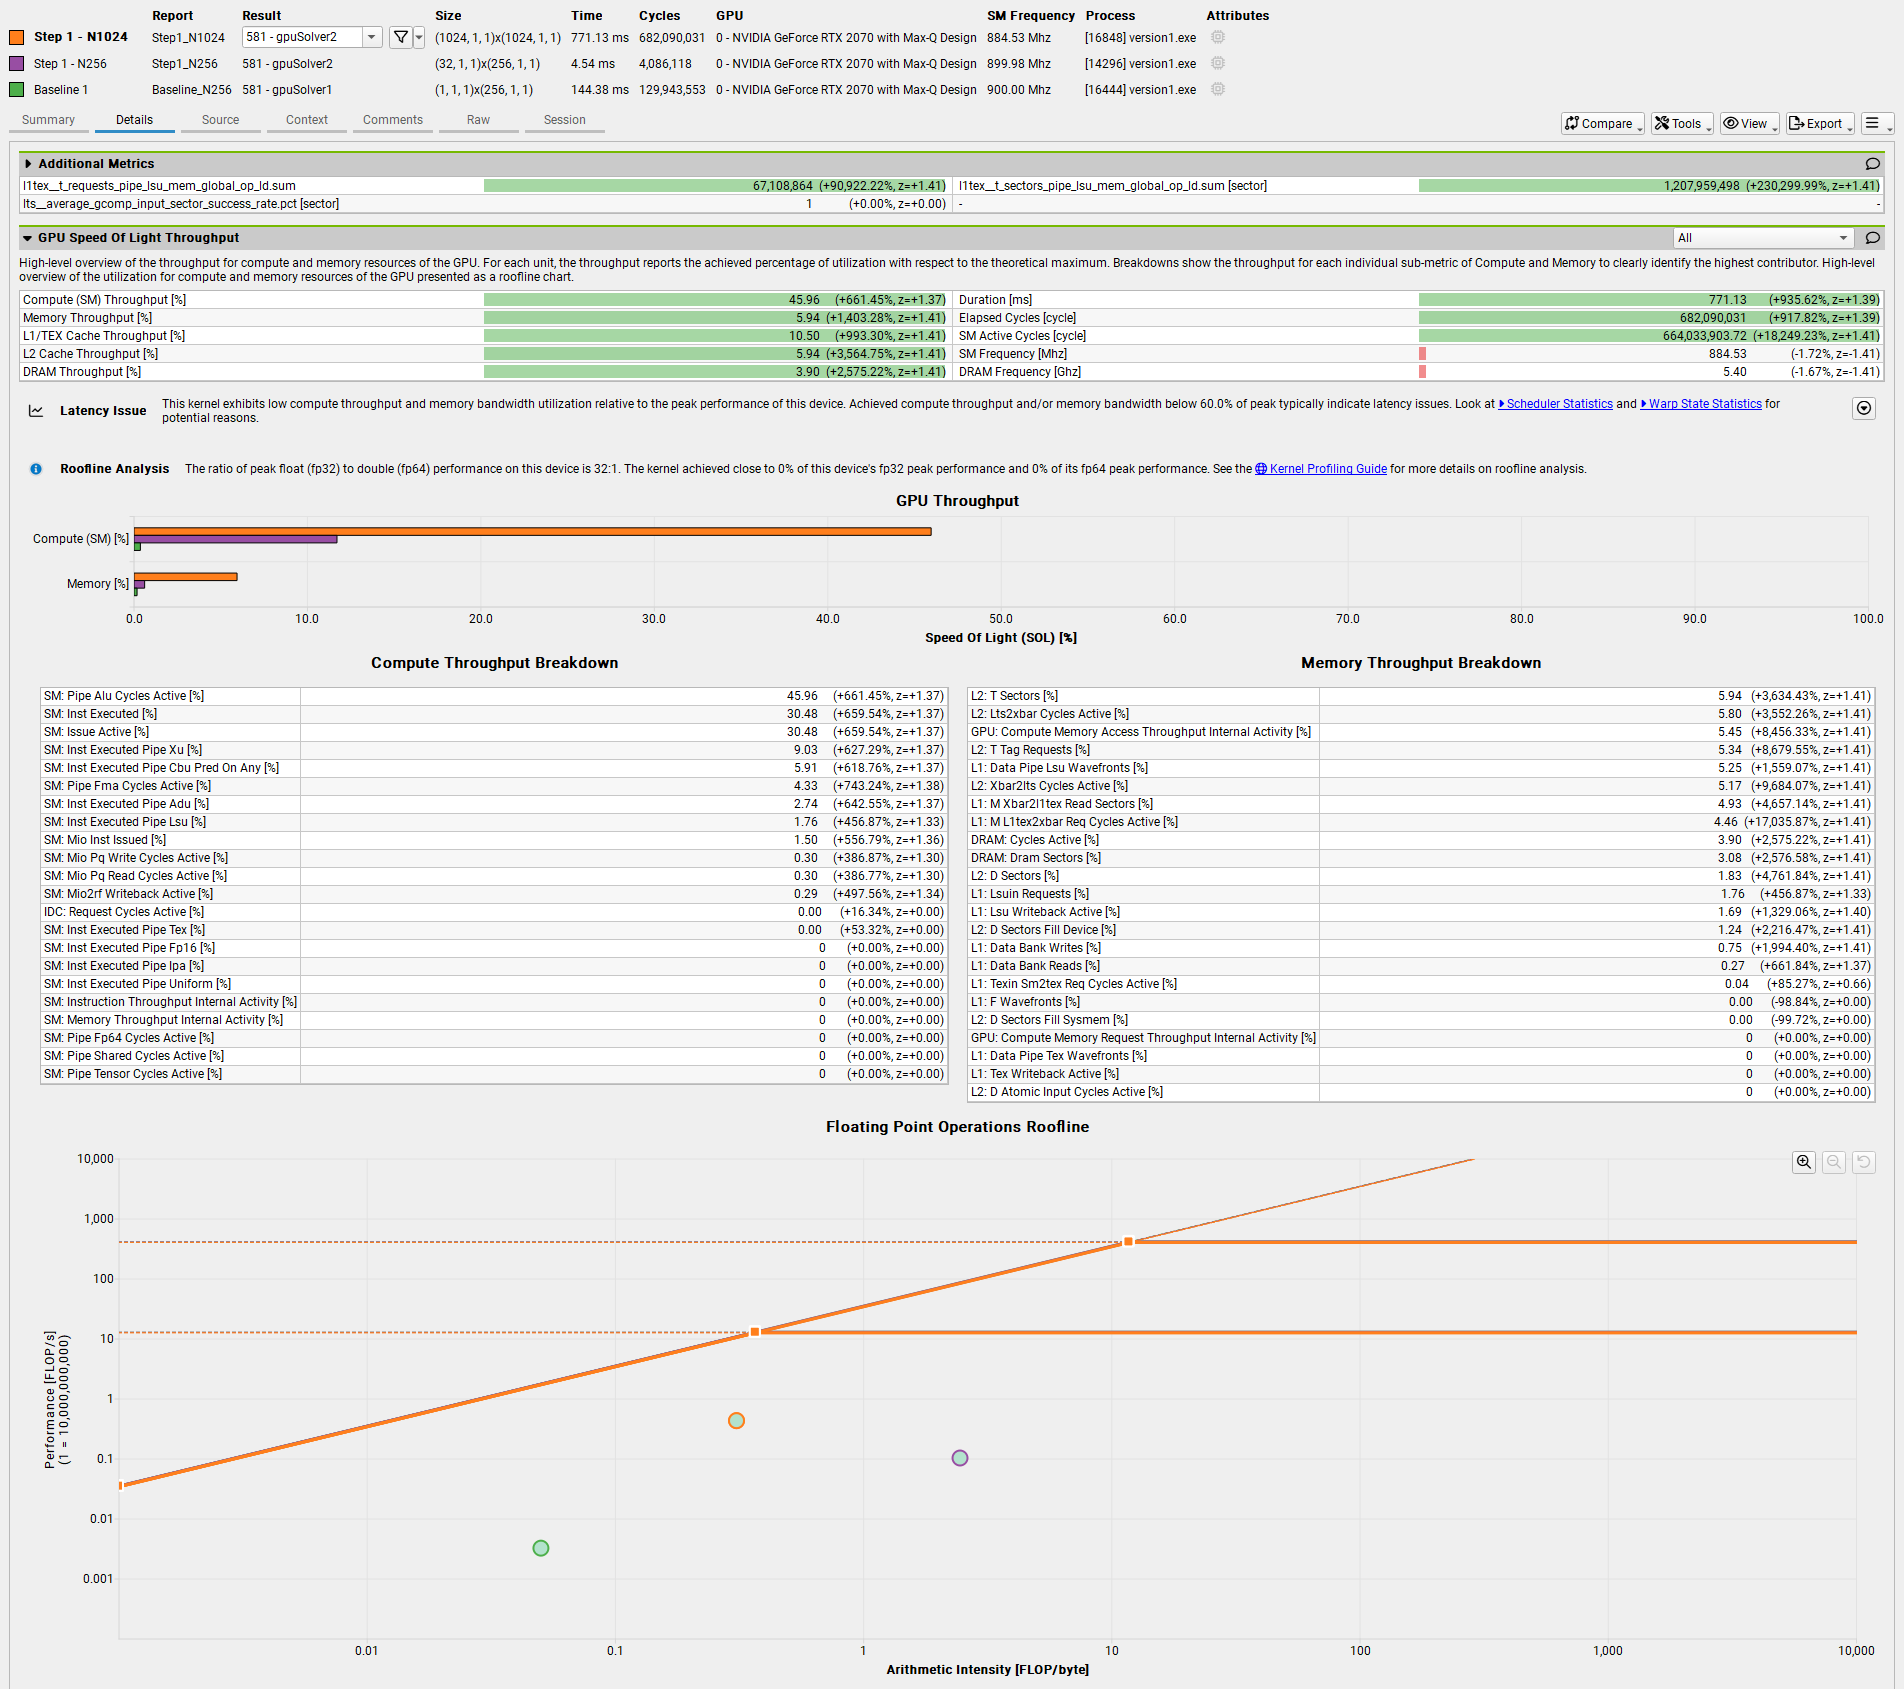 Report Result Size Time Cycles GPU SM Frequency Process Attributes
Step 1 - N1024 Step1_N1024 581 - gpuSolver2 (1024, 1, 1)x(1024, 1, 1) 771.13 ms 682,090,031 0 - NVIDIA GeForce RTX 2070 with Max-Q Design 884.53 Mhz [16848] version1.exe
Step 1 - N256 Step1_N256 581 - gpuSolver2 (32, 1, 1)x(256, 1, 1) 4.54 ms 4,086,118 0 - NVIDIA GeForce RTX 2070 with Max-Q Design 899.98 Mhz [14296] version1.exe
Baseline 1 Baseline_N256 581 - gpuSolver1 (1, 1, 1)x(256, 1, 1) 144.38 ms 129,943,553 0 - NVIDIA GeForce RTX 2070 with Max-Q Design 900.00 Mhz [16444] version1.exe
Summary Details Source Context Comments Raw Session Compare Tools View Export
Additional Metrics
l1tex__t_requests_pipe_lsu_mem_global_op_ld.sum 67,108,864 (+90,922.22%, z=+1.41) l1tex__t_sectors_pipe_lsu_mem_global_op_ld.sum [sector] 1,207,959,498 (+230,299.99%, z=+1.41)
lts__average_gcomp_input_sector_success_rate.pct [sector] 1 (+0.00%, z=+0.00) - -
GPU Speed Of Light Throughput All
High-level overview of the throughput for compute and memory resources of the GPU. For each unit, the throughput reports the achieved percentage of utilization with respect to the theoretical maximum. Breakdowns show the throughput for each individual sub-metric of Compute and Memory to clearly identify the highest contributor. High-level
overview of the utilization for compute and memory resources of the GPU presented as a roofline chart.
Compute (SM) Throughput [%] 45.96 (+661.45%, z=+1.37) Duration [ms] 771.13 (+935.62%, z=+1.39)
Memory Throughput [%] 5.94 (+1,403.28%, z=+1.41) Elapsed Cycles [cycle] 682,090,031 (+917.82%, z=+1.39)
L1/TEX Cache Throughput [%] 10.50 (+993.30%, z=+1.41) SM Active Cycles [cycle] 664,033,903.72 (+18,249.23%, z=+1.41)
L2 Cache Throughput [%] 5.94 (+3,564.75%, z=+1.41) SM Frequency [Mhz] 884.53 (-1.72%, z=-1.41)
DRAM Throughput [%] 3.90 (+2,575.22%, z=+1.41) DRAM Frequency [Ghz] 5.40 (-1.67%, z=-1.41)
Latency Issue This kernel exhibits low compute throughput and memory bandwidth utilization relative to the peak performance of this device. Achieved compute throughput and/or memory bandwidth below 60.0% of peak typically indicate latency issues. Look at Scheduler Statistics and Warp State Statistics for
potential reasons.
Roofline Analysis The ratio of peak float (fp32) to double (fp64) performance on this device is 32:1. The kernel achieved close to 0% of this device's fp32 peak performance and 0% of its fp64 peak performance. See the Kernel Profiling Guide for more details on roofline analysis.
GPU Throughput
Compute (SM) [%]
Memory [%]
0.0 10.0 20.0 30.0 40.0 50.0 60.0 70.0 80.0 90.0 100.0
Speed Of Light (SOL) [%]
Compute Throughput Breakdown
SM: Pipe Alu Cycles Active [%] 45.96 (+661.45%, z=+1.37)
SM: Inst Executed [%] 30.48 (+659.54%, z=+1.37)
SM: Issue Active [%] 30.48 (+659.54%, z=+1.37)
SM: Inst Executed Pipe Xu [%] 9.03 (+627.29%, z=+1.37)
SM: Inst Executed Pipe Cbu Pred On Any [%] 5.91 (+618.76%, z=+1.37)
SM: Pipe Fma Cycles Active [%] 4.33 (+743.24%, z=+1.38)
SM: Inst Executed Pipe Adu [%] 2.74 (+642.55%, z=+1.37)
SM: Inst Executed Pipe Lsu [%] 1.76 (+456.87%, z=+1.33)
SM: Mio Inst Issued [%] 1.50 (+556.79%, z=+1.36)
SM: Mio Pq Write Cycles Active [%] 0.30 (+386.87%, z=+1.30)
SM: Mio Pq Read Cycles Active [%] 0.30 (+386.77%, z=+1.30)
SM: Mio2rf Writeback Active [%] 0.29 (+497.56%, z=+1.34)
IDC: Request Cycles Active [%] 0.00 (+16.34%, z=+0.00)
SM: Inst Executed Pipe Tex [%] 0.00 (+53.32%, z=+0.00)
SM: Inst Executed Pipe Fp16 [%] 0 (+0.00%, z=+0.00)
SM: Inst Executed Pipe Ipa [%] 0 (+0.00%, z=+0.00)
SM: Inst Executed Pipe Uniform [%] 0 (+0.00%, z=+0.00)
SM: Instruction Throughput Internal Activity [%] 0 (+0.00%, z=+0.00)
SM: Memory Throughput Internal Activity [%] 0 (+0.00%, z=+0.00)
SM: Pipe Fp64 Cycles Active [%] 0 (+0.00%, z=+0.00)
SM: Pipe Shared Cycles Active [%] 0 (+0.00%, z=+0.00)
SM: Pipe Tensor Cycles Active [%] 0 (+0.00%, z=+0.00)
Memory Throughput Breakdown
L2: T Sectors [%] 5.94 (+3,634.43%, z=+1.41)
L2: Lts2xbar Cycles Active [%] 5.80 (+3,552.26%, z=+1.41)
GPU: Compute Memory Access Throughput Internal Activity [%] 5.45 (+8,456.33%, z=+1.41)
L2: T Tag Requests [%] 5.34 (+8,679.55%, z=+1.41)
L1: Data Pipe Lsu Wavefronts [%] 5.25 (+1,559.07%, z=+1.41)
L2: Xbar2lts Cycles Active [%] 5.17 (+9,684.07%, z=+1.41)
L1: M Xbar2l1tex Read Sectors [%] 4.93 (+4,657.14%, z=+1.41)
L1: M L1tex2xbar Req Cycles Active [%] 4.46 (+17,035.87%, z=+1.41)
DRAM: Cycles Active [%] 3.90 (+2,575.22%, z=+1.41)
DRAM: Dram Sectors [%] 3.08 (+2,576.58%, z=+1.41)
L2: D Sectors [%] 1.83 (+4,761.84%, z=+1.41)
L1: Lsuin Requests [%] 1.76 (+456.87%, z=+1.33)
L1: Lsu Writeback Active [%] 1.69 (+1,329.06%, z=+1.40)
L2: D Sectors Fill Device [%] 1.24 (+2,216.47%, z=+1.41)
L1: Data Bank Writes [%] 0.75 (+1,994.40%, z=+1.41)
L1: Data Bank Reads [%] 0.27 (+661.84%, z=+1.37)
L1: Texin Sm2tex Req Cycles Active [%] 0.04 (+85.27%, z=+0.66)
L1: F Wavefronts [%] 0.00 (-98.84%, z=+0.00)
L2: D Sectors Fill Sysmem [%] 0.00 (-99.72%, z=+0.00)
GPU: Compute Memory Request Throughput Internal Activity [%] 0 (+0.00%, z=+0.00)
L1: Data Pipe Tex Wavefronts [%] 0 (+0.00%, z=+0.00)
L1: Tex Writeback Active [%] 0 (+0.00%, z=+0.00)
L2: D Atomic Input Cycles Active [%] 0 (+0.00%, z=+0.00)
Floating Point Operations Roofline
10,000
1,000
100
10
1
0.1
0.01
0.001
Performance [FLOP/s]
(1 = 10,000,000,000)
0.01 0.1 1 10 100 1,000 10,000
Arithmetic Intensity [FLOP/byte]